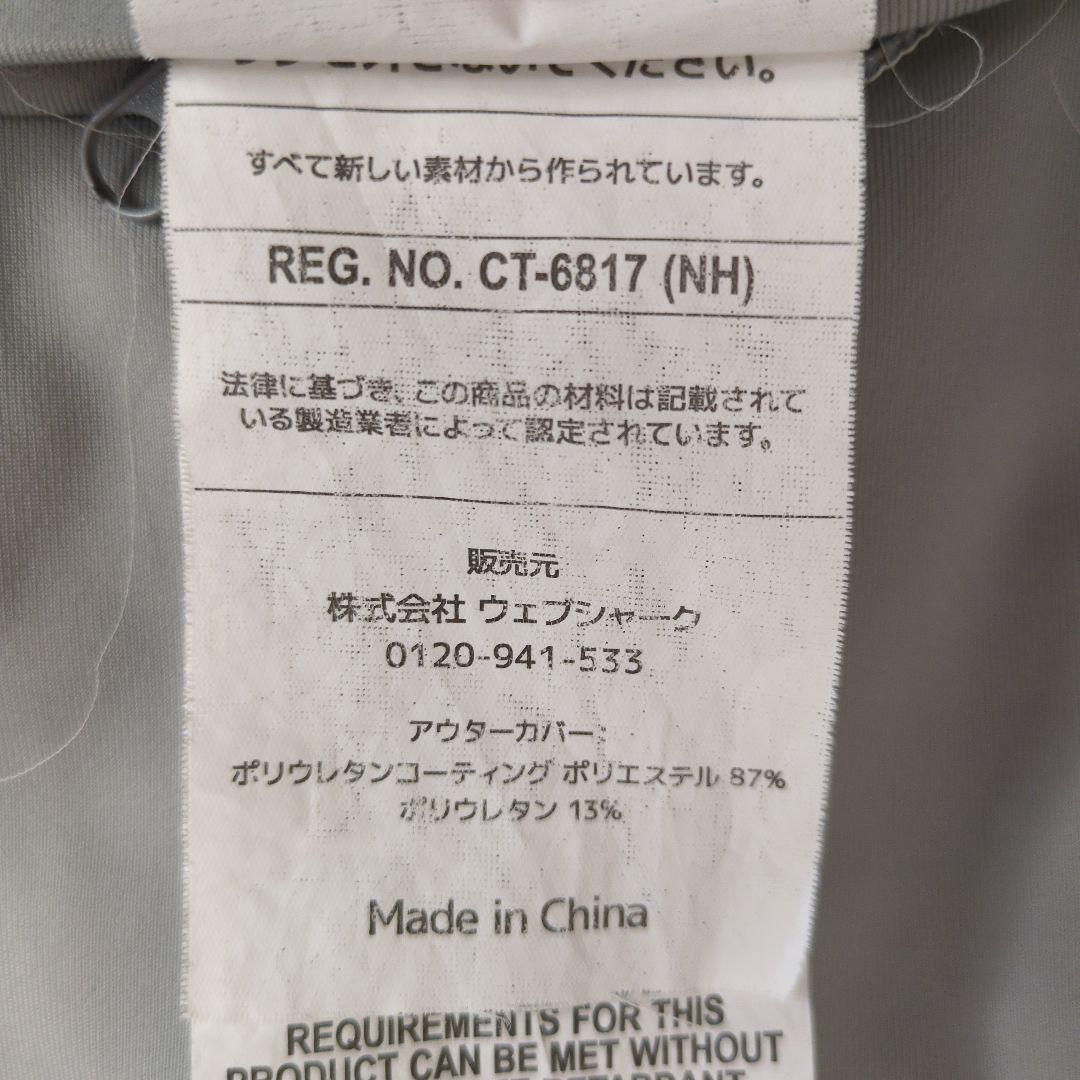 ください。
すべて新しい素材から作られています。
REG. NO. CT-6817 (NH)
法律に基づき、この商品の材料は記載されて
いる製造業者によって認定されています。
販売元
株式会社 ウェブシャーク
0120-941-533
アウターカバー:
ポリウレタンコーティング ポリエステル 87%
ポリウレタン 13%
Made in China
REQUIREMENTS FOR THIS
PRODUCT CAN BE MET WITHOUT